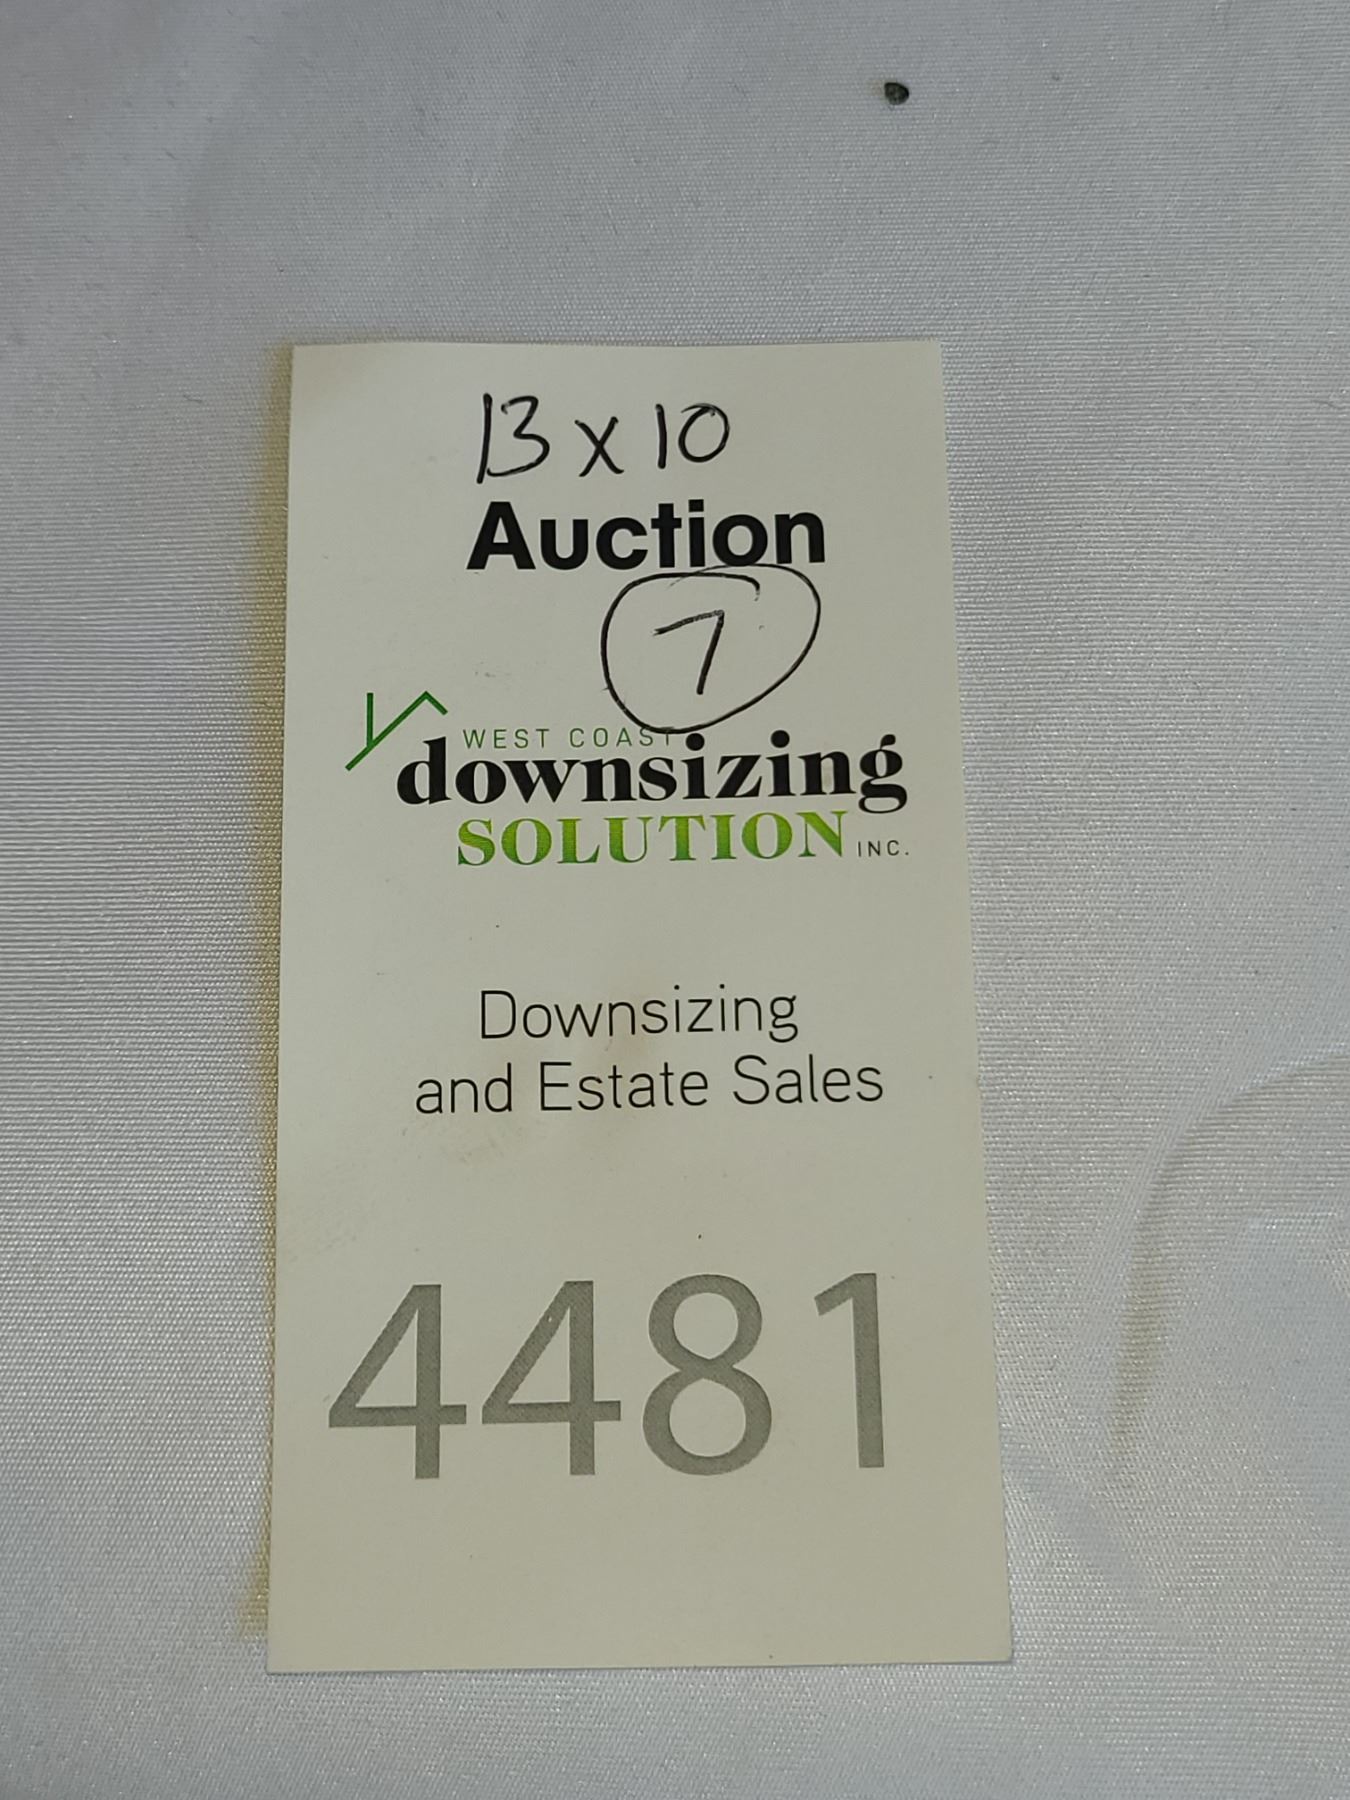 13 x 10
Auction
7
WEST COAST
downsizing
SOLUTION INC.
Downsizing
and Estate Sales
4481